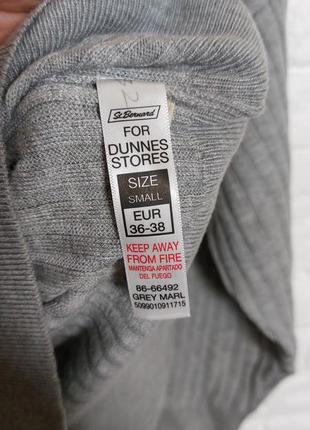 St. Bernard
FOR
DUNNES
STORES
SIZE
SMALL
EUR
36-38
KEEP AWAY
FROM FIRE
MANTENGA APARTADO
DEL FUEGO
86-66492
GREY MARL
5099010911715